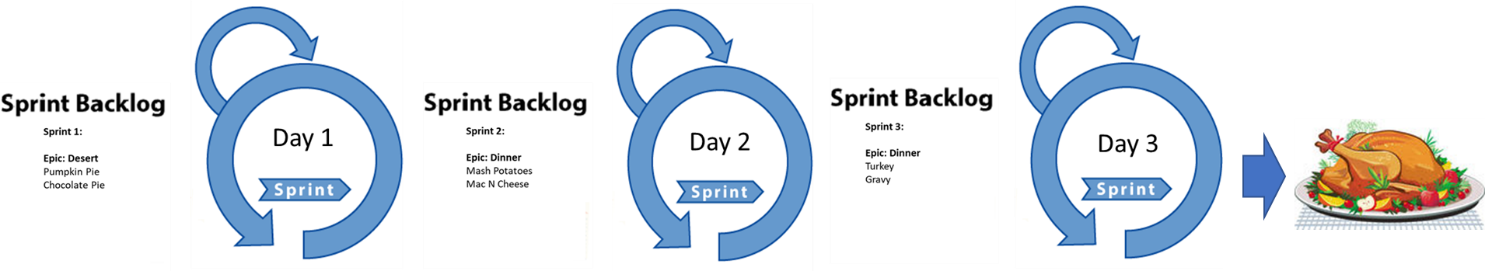 Sprint Backlog
Sprint 1:
Epic: Desert
Pumpkin Pie
Chocolate Pie
Day 1
Sprint
Sprint Backlog
Sprint 2:
Epic: Dinner
Mash Potatoes
Mac N Cheese
Day 2
Sprint
Sprint Backlog
Sprint 3:
Epic: Dinner
Turkey
Gravy
Day 3
Sprint